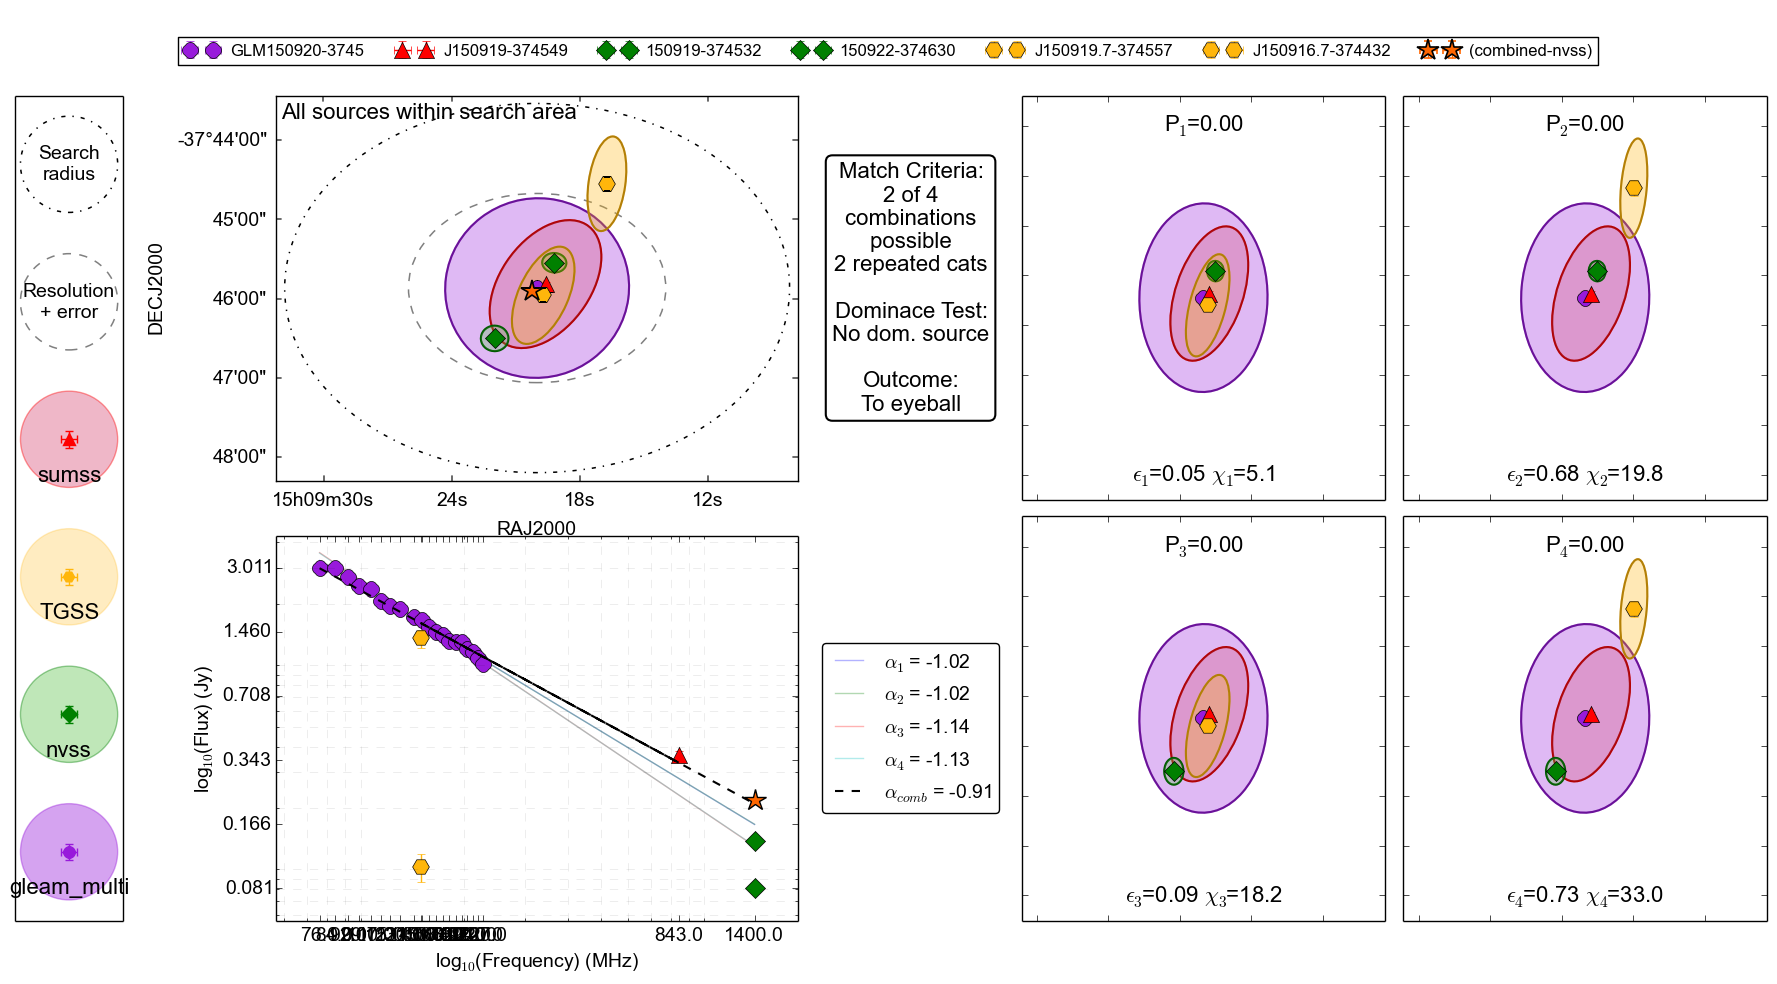 GLM150920-3745 J150919-374549 150919-374532 150922-374630 J150919.7-374557 J150916.7-374432 (combined-nvss)
Search
radius
Resolution
+ error
sumss
TGSS
nvss
gleam_multi
All sources within search area
DECJ2000
-37°44'00"
45'00"
46'00"
47'00"
48'00"
15h09m30s 24s 18s 12s
RAJ2000
Match Criteria:
2 of 4
combinations
possible
2 repeated cats
Dominace Test:
No dom. source
Outcome:
To eyeball
P1=0.00
ϵ1=0.05 χ1=5.1
P2=0.00
ϵ2=0.68 χ2=19.8
log10(Flux) (Jy)
3.011
1.460
0.708
0.343
0.166
0.081
843.0 1400.0
log10(Frequency) (MHz)
α1 = -1.02
α2 = -1.02
α3 = -1.14
α4 = -1.13
αcomb = -0.91
P3=0.00
ϵ3=0.09 χ3=18.2
P4=0.00
ϵ4=0.73 χ4=33.0